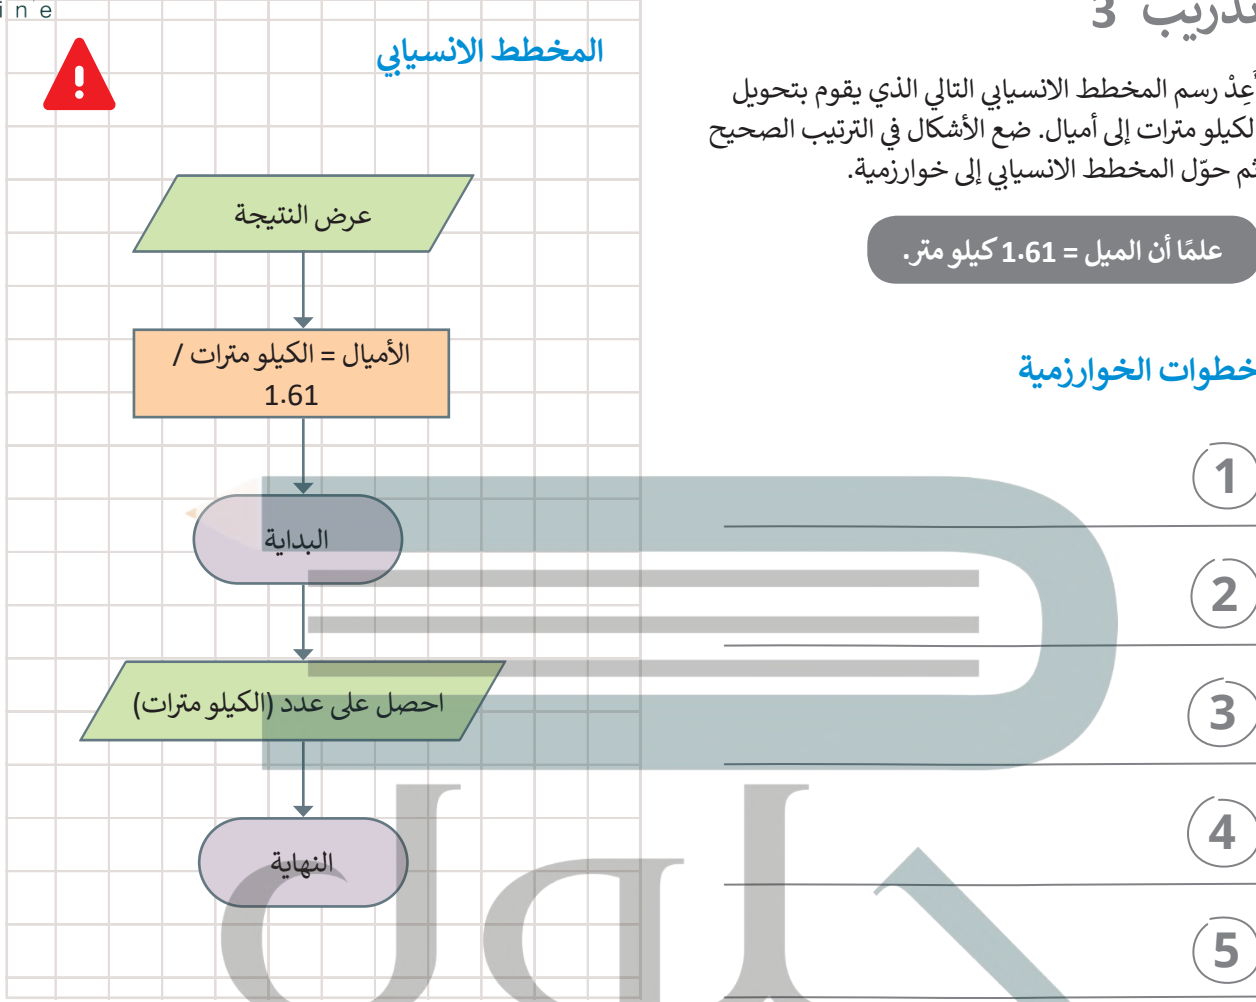 ine
تدريب 3
أَعِدْ رسم المخطط الانسيابي التالي الذي يقوم بتحويل
الكيلو مترات إلى أميال. ضع الأشكال في الترتيب الصحيح
ثم حوّل المخطط الانسيابي إلى خوارزمية.
علمًا أن الميل = 1.61 كيلو متر.
خطوات الخوارزمية
1
2
3
4
5
المخطط الانسيابي
عرض النتيجة
الأميال = الكيلو مترات /
1.61
البداية
احصل على عدد (الكيلو مترات)
النهاية